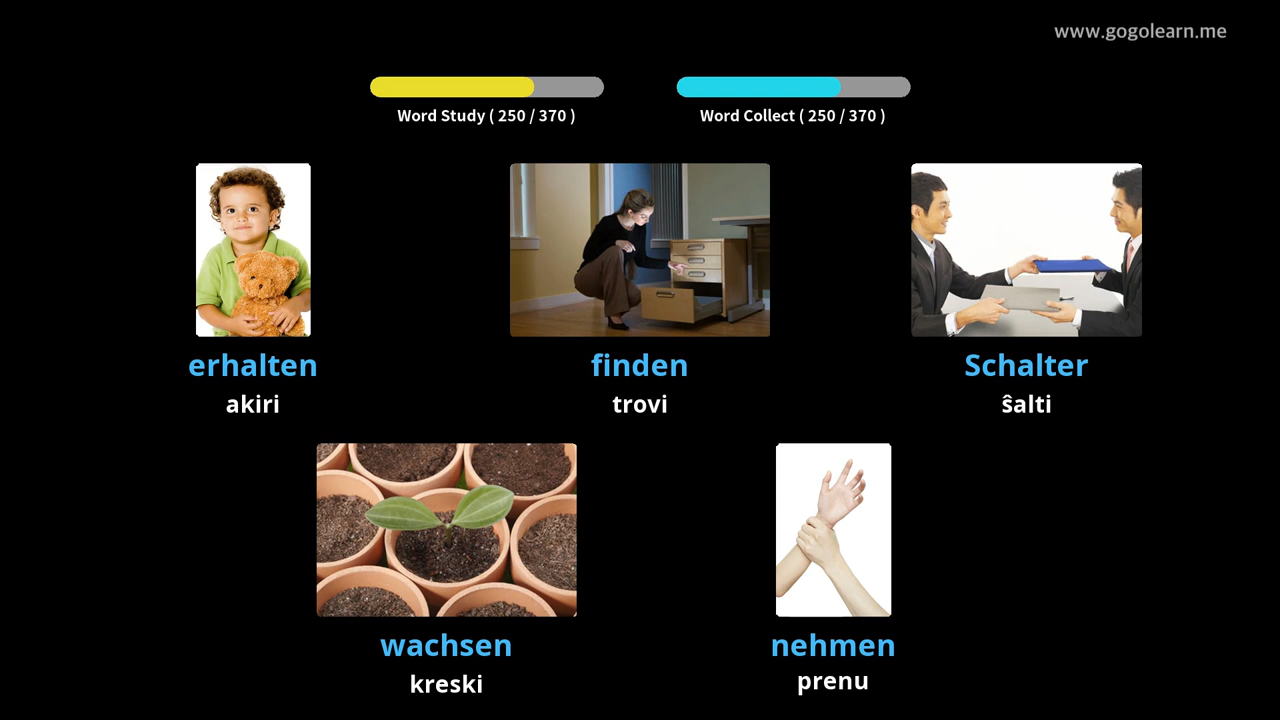 www.gogolearn.me
Word Study ( 250 / 370 )
Word Collect ( 250 / 370 )
erhalten
akiri
finden
trovi
Schalter
ŝalti
wachsen
kreski
nehmen
prenu